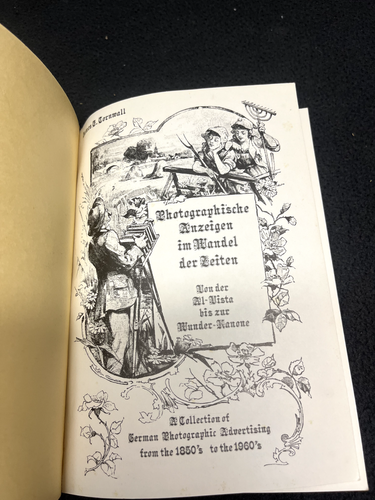 Cornwall
Photographische
Anzeigen
im Wandel
der Zeiten
Von der
Al-Vista
bis zur
Wunder-Kanone
A Collection of
German Photographic Advertising
from the 1850's to the 1960's